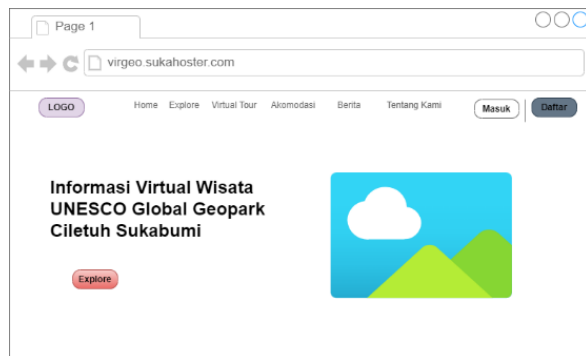 Page 1
virgeo.sukahoster.com
LOGO Home Explore Virtual Tour Akomodasi Berita Tentang Kami Masuk Daftar
Informasi Virtual Wisata
UNESCO Global Geopark
Ciletuh Sukabumi
Explore